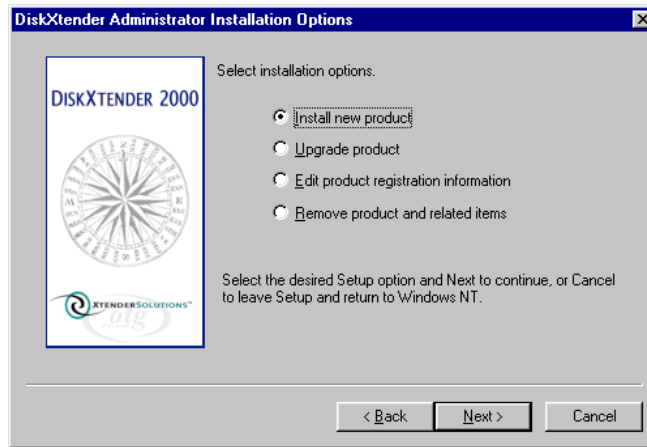 DiskXtender Administrator Installation Options
DISKXTENDER 2000
XTENDERSOLUTIONS™
otg
Select installation options.
Install new product
Upgrade product
Edit product registration information
Remove product and related items
Select the desired Setup option and Next to continue, or Cancel
to leave Setup and return to Windows NT.
< Back
Next >
Cancel